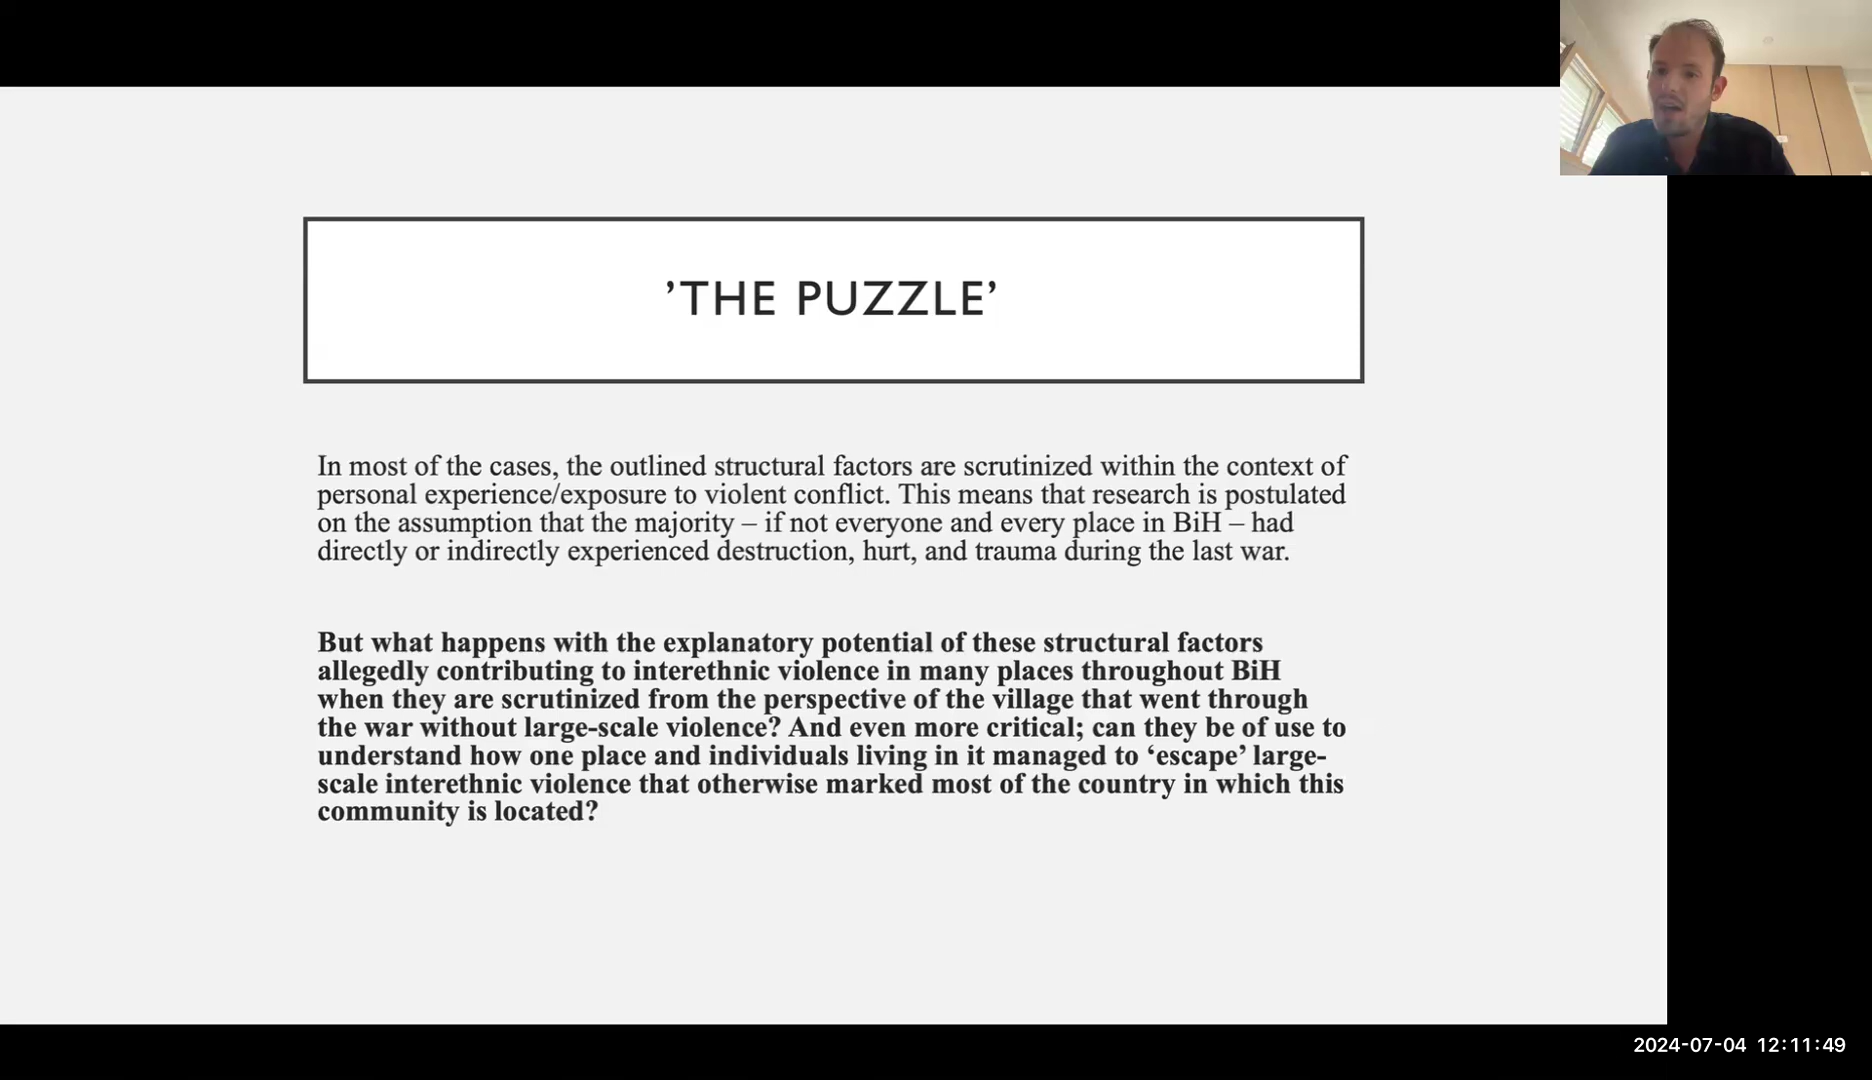 ’THE PUZZLE’
In most of the cases, the outlined structural factors are scrutinized within the context of
personal experience/exposure to violent conflict. This means that research is postulated
on the assumption that the majority – if not everyone and every place in BiH – had
directly or indirectly experienced destruction, hurt, and trauma during the last war.
But what happens with the explanatory potential of these structural factors
allegedly contributing to interethnic violence in many places throughout BiH
when they are scrutinized from the perspective of the village that went through
the war without large-scale violence? And even more critical; can they be of use to
understand how one place and individuals living in it managed to ‘escape’ large-
scale interethnic violence that otherwise marked most of the country in which this
community is located?
2024-07-04 12:11:49